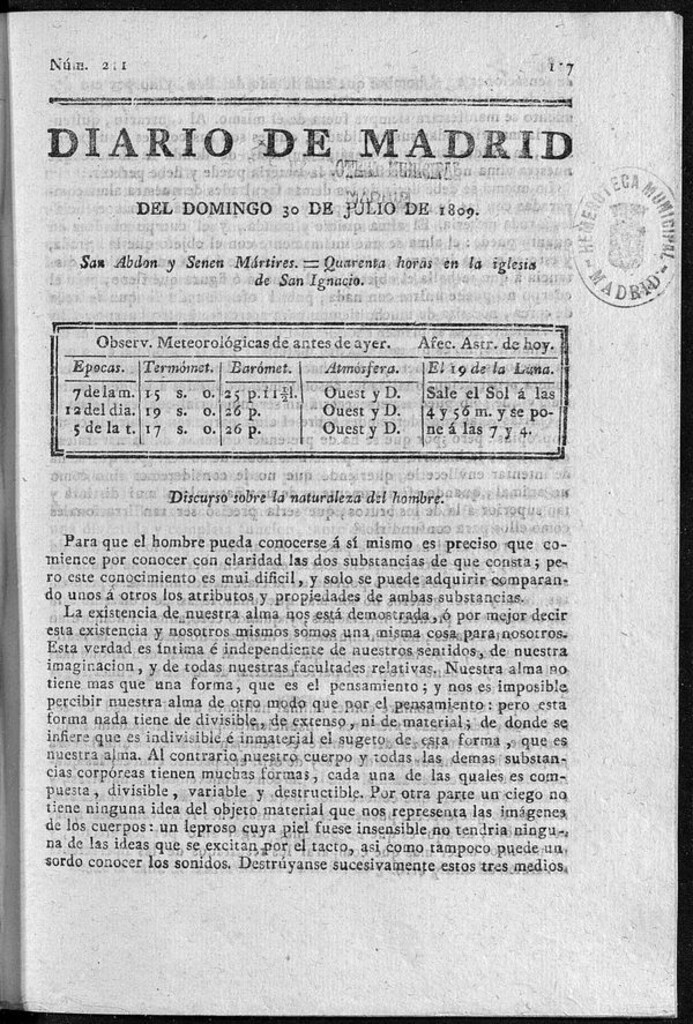 Núm. 211
DIARIO DE MADRID
DEL DOMINGO 30 DE JULIO DE 1809.
HEMEROTECA MUNICIPAL
MADRID
San Abdon y Senen Mártires. = Quarenta horas en la iglesia
de San Ignacio.
Observ. Meteorológicas de antes de ayer. Afec. Astr. de hoy.
Epocas. Termómet. Barómet. Atmósfera. El 19 de la Luna.
7 de la m. 15 s. 0. 25 p. 11½ l. Ouest y D. Sale el Sol á las
12 del dia. 19 s. 0. 26 p. Ouest y D. 4 y 56 m. y se po-
5 de la t. 17 s. 0. 26 p. Ouest y D. ne á las 7 y 4.
Discurso sobre la naturaleza del hombre.
Para que el hombre pueda conocerse á sí mismo es preciso que co-
mience por conocer con claridad las dos substancias de que consta; pe-
ro este conocimiento es mui dificil, y solo se puede adquirir comparan-
do unos á otros los atributos y propiedades de ambas substancias.
La existencia de nuestra alma nos está demostrada, ó por mejor decir
esta existencia y nosotros mismos somos una misma cosa para nosotros.
Esta verdad es íntima é independiente de nuestros sentidos, de nuestra
imaginacion, y de todas nuestras facultades relativas. Nuestra alma no
tiene mas que una forma, que es el pensamiento; y nos es imposible
percibir nuestra alma de otro modo que por el pensamiento: pero esta
forma nada tiene de divisible, de extenso, ni de material; de donde se
infiere que es indivisible é inmaterial el sugeto de esta forma, que es
nuestra alma. Al contrario nuestro cuerpo y todas las demas substan-
cias corpóreas tienen muchas formas, cada una de las quales es com-
puesta, divisible, variable y destructible. Por otra parte un ciego no
tiene ninguna idea del objeto material que nos representa las imágenes
de los cuerpos: un leproso cuya piel fuese insensible no tendria ningu-
na de las ideas que se excitan por el tacto, asi como tampoco puede un
sordo conocer los sonidos. Destrúyanse sucesivamente estos tres medios